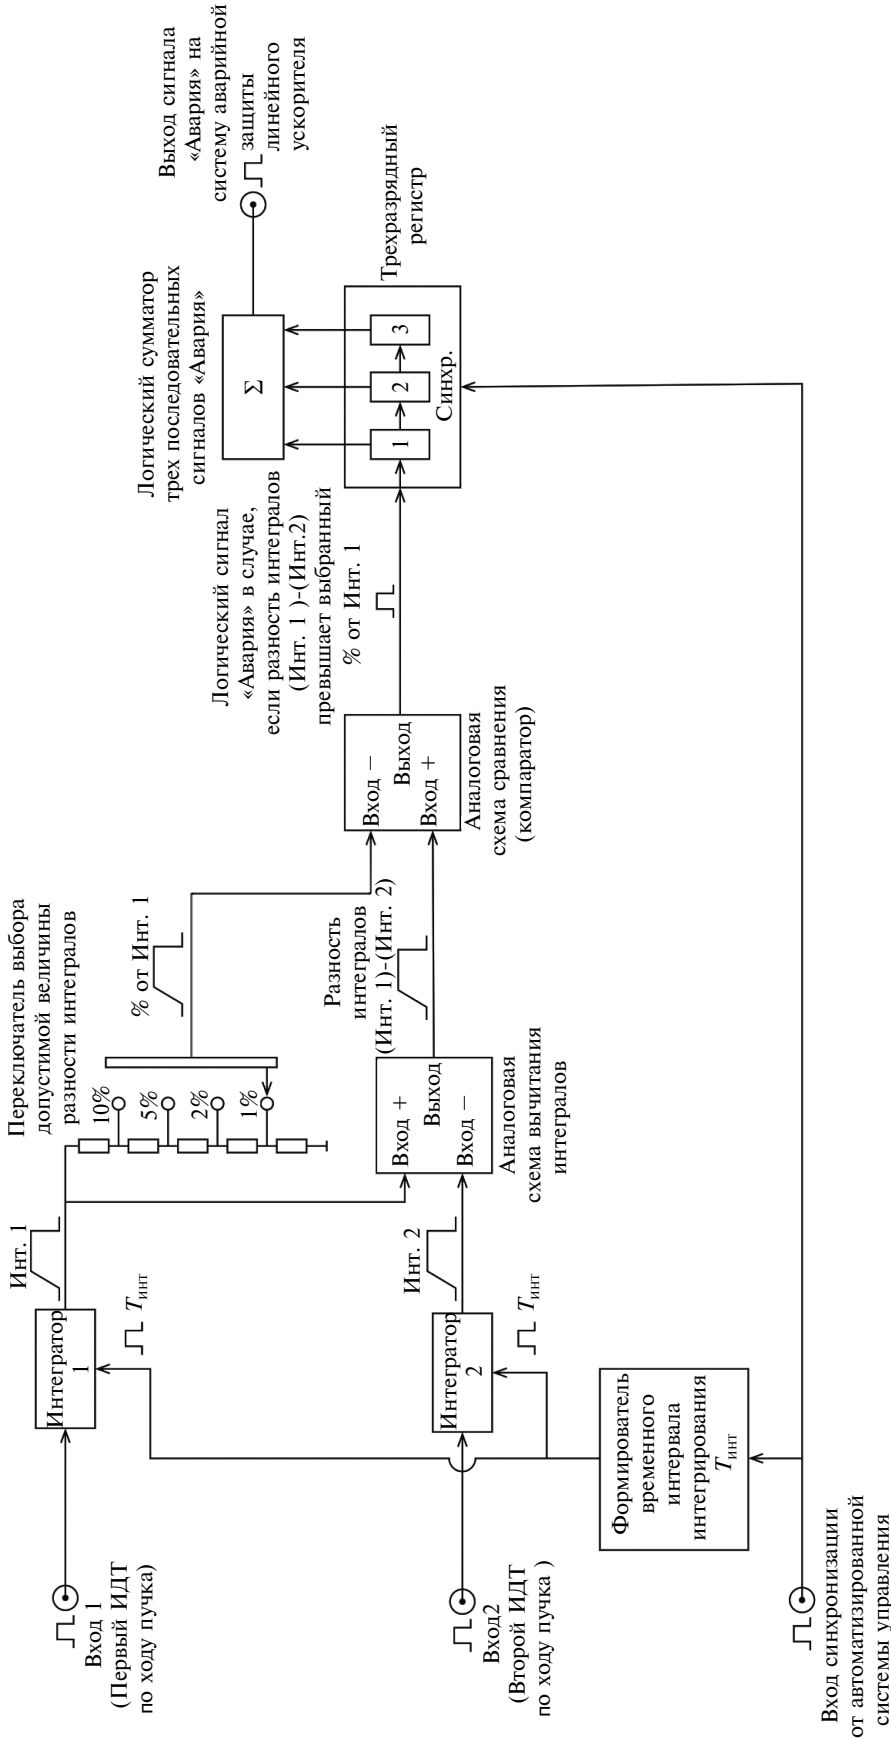 Вход 1
(Первый ИДТ
по ходу пучка)
Интегратор
1
Инт. 1
Tинт
Переключатель выбора
допустимой величины
разности интегралов
10%
5%
2%
1%
% от Инт. 1
Вход2
(Второй ИДТ
по ходу пучка )
Интегратор
2
Инт. 2
Tинт
Вход +
Выход
Вход −
Аналоговая
схема вычитания
интегралов
Разность
интегралов
(Инт. 1)-(Инт. 2)
Вход −
Выход
Вход +
Аналоговая
схема сравнения
(компаратор)
Логический сигнал
«Авария» в случае,
если разность интегралов
(Инт. 1 )-(Инт.2)
превышает выбранный
% от Инт. 1
Логический сумматор
трех последовательных
сигналов «Авария»
Σ
1
2
3
Синхр.
Трехразрядный
регистр
Выход сигнала
«Авария» на
систему аварийной
защиты
линейного
ускорителя
Формирователь
временного
интервала
интегрирования
Tинт
Вход синхронизации
от автоматизированной
системы управления